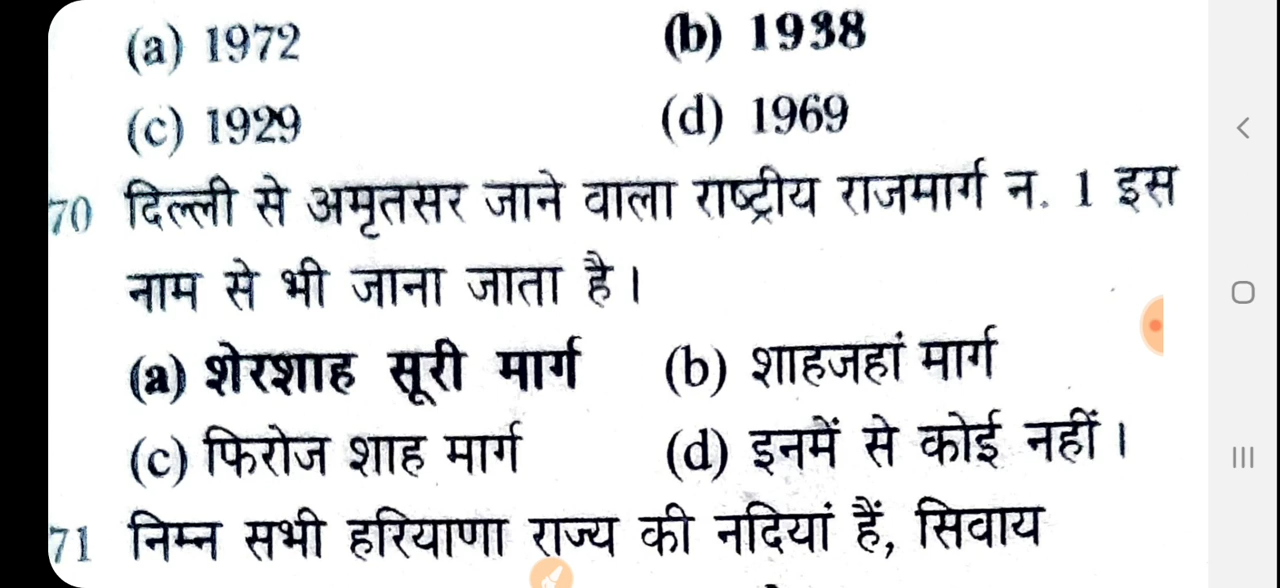 (a) 1972 (b) 1938
(c) 1929 (d) 1969
70 दिल्ली से अमृतसर जाने वाला राष्ट्रीय राजमार्ग न. 1 इस
नाम से भी जाना जाता है।
(a) शेरशाह सूरी मार्ग (b) शाहजहां मार्ग
(c) फिरोज शाह मार्ग (d) इनमें से कोई नहीं।
71 निम्न सभी हरियाणा राज्य की नदियां हैं, सिवाय